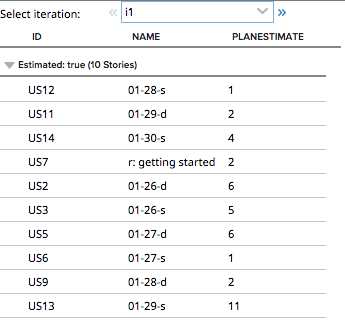 Select iteration: « i1 »
ID NAME PLANESTIMATE
Estimated: true (10 Stories)
US12 01-28-s 1
US11 01-29-d 2
US14 01-30-s 4
US7 r: getting started 2
US2 01-26-d 6
US3 01-26-s 5
US5 01-27-d 6
US6 01-27-s 1
US9 01-28-d 2
US13 01-29-s 11